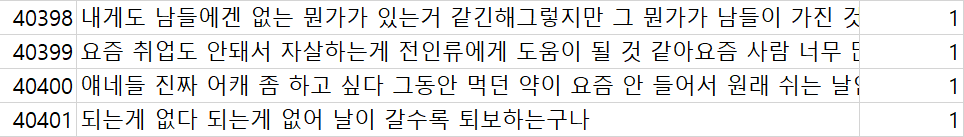 40398 내게도 남들에겐 없는 뭔가가 있는거 같긴해그렇지만 그 뭔가가 남들이 가진 것 1
40399 요즘 취업도 안돼서 자살하는게 전인류에게 도움이 될 것 같아요즘 사람 너무 1
40400 얘네들 진짜 어캐 좀 하고 싶다 그동안 먹던 약이 요즘 안 들어서 원래 쉬는 1
40401 되는게 없다 되는게 없어 날이 갈수록 퇴보하는구나 1